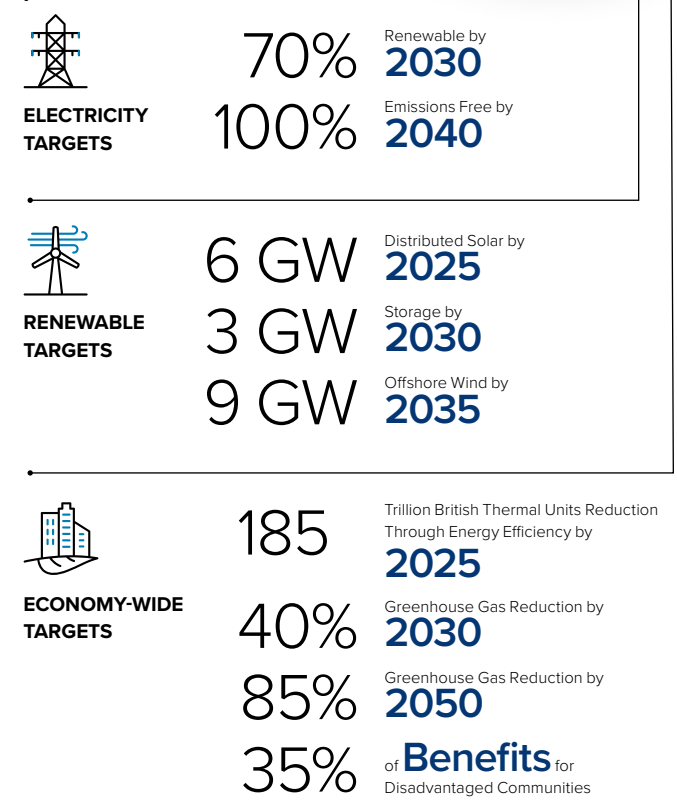 ELECTRICITY
TARGETS
70%
Renewable by
2030
100%
Emissions Free by
2040
RENEWABLE
TARGETS
6 GW
Distributed Solar by
2025
3 GW
Storage by
2030
9 GW
Offshore Wind by
2035
ECONOMY-WIDE
TARGETS
185
Trillion British Thermal Units Reduction
Through Energy Efficiency by
2025
40%
Greenhouse Gas Reduction by
2030
85%
Greenhouse Gas Reduction by
2050
35%
of Benefits for
Disadvantaged Communities